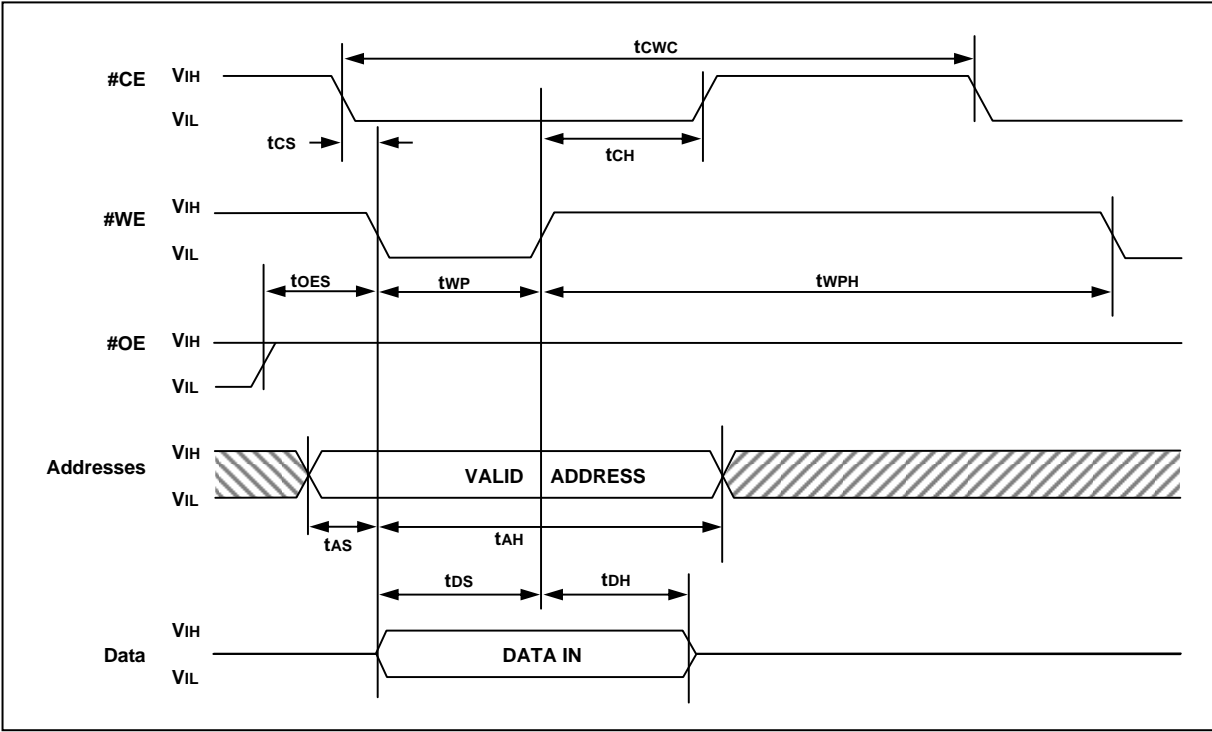 tCWC
#CE VIH
VIL
tCS
tCH
#WE VIH
VIL
tOES tWP tWPH
#OE VIH
VIL
Addresses VIH
VALID ADDRESS
VIL
tAS tAH
tDS tDH
Data VIH
DATA IN
VIL